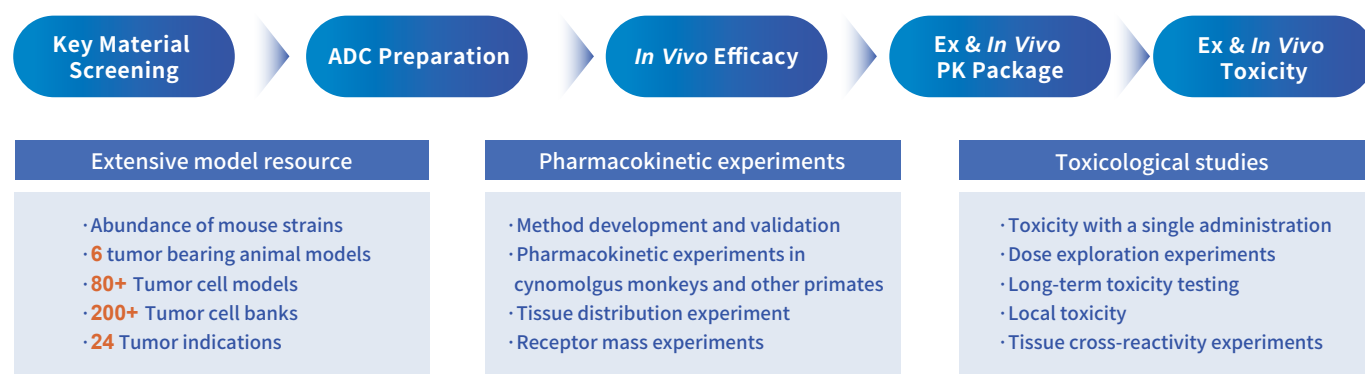 Key Material
Screening
ADC Preparation
In Vivo Efficacy
Ex & In Vivo
PK Package
Ex & In Vivo
Toxicity
Extensive model resource
·Abundance of mouse strains
·6 tumor bearing animal models
·80+ Tumor cell models
·200+ Tumor cell banks
·24 Tumor indications
Pharmacokinetic experiments
·Method development and validation
·Pharmacokinetic experiments in
cynomolgus monkeys and other primates
·Tissue distribution experiment
·Receptor mass experiments
Toxicological studies
·Toxicity with a single administration
·Dose exploration experiments
·Long-term toxicity testing
·Local toxicity
·Tissue cross-reactivity experiments